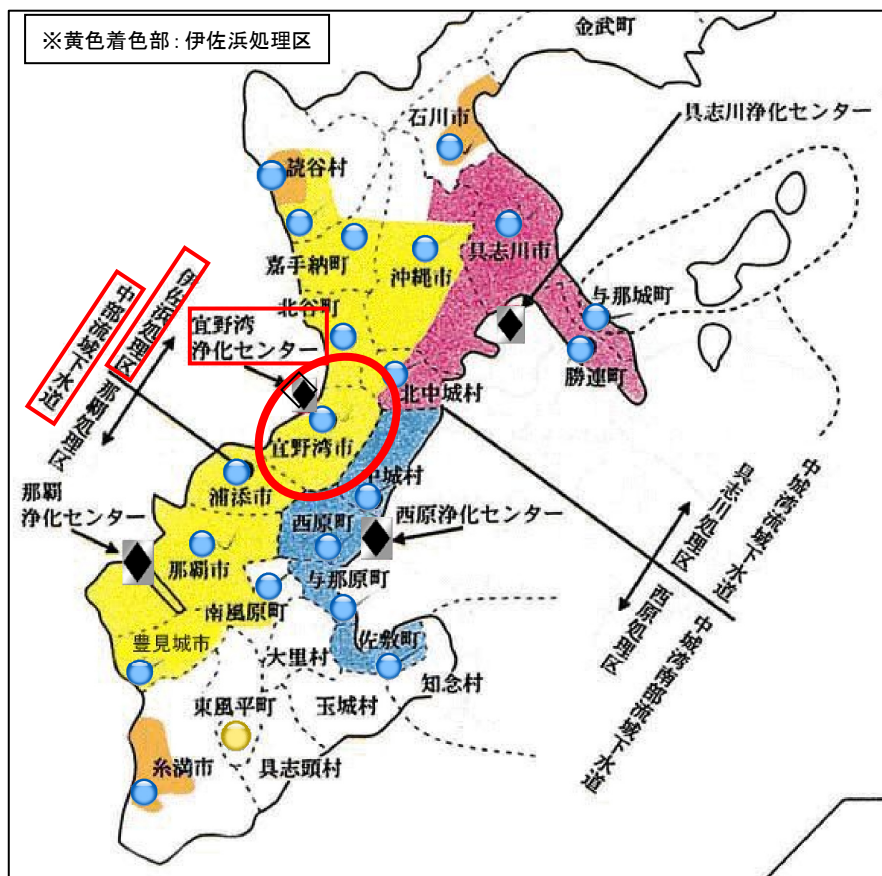 ※黄色着色部：伊佐浜処理区
金武町
具志川浄化センター
石川市
読谷村
具志川市
嘉手納町
沖縄市
与那城町
北谷町
伊佐浜処理区
中部流域下水道
宜野湾
浄化センター
勝連町
北中城村
那覇処理区
宜野湾市
中城村
浦添市
那覇
浄化センター
西原町
西原浄化センター
具志川処理区
中城湾流域下水道
那覇市
与那原町
南風原町
西原処理区
中城湾南部流域下水道
豊見城市
佐敷町
大里村
知念村
東風平町
玉城村
糸満市
具志頭村